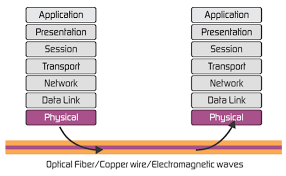 Application
Presentation
Session
Transport
Network
Data Link
Physical
Application
Presentation
Session
Transport
Network
Data Link
Physical
Optical Fiber/Copper wire/Electromagnetic waves